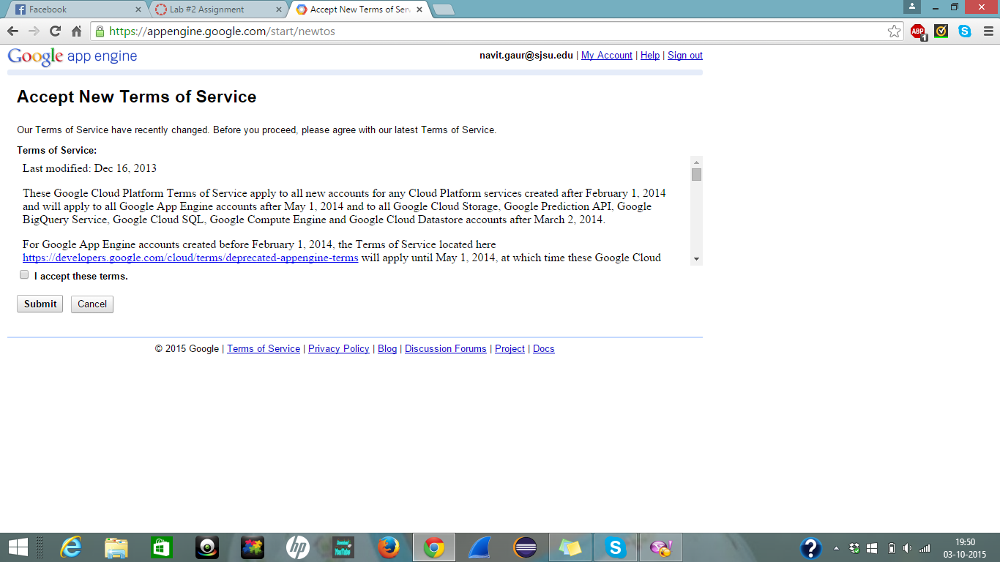 Facebook
Lab #2 Assignment
Accept New Terms of Ser
https://appengine.google.com/start/newtos
ABP
1
Google app engine
navit.gaur@sjsu.edu | My Account | Help | Sign out
Accept New Terms of Service
Our Terms of Service have recently changed. Before you proceed, please agree with our latest Terms of Service.
Terms of Service:
Last modified: Dec 16, 2013
These Google Cloud Platform Terms of Service apply to all new accounts for any Cloud Platform services created after February 1, 2014
and will apply to all Google App Engine accounts after May 1, 2014 and to all Google Cloud Storage, Google Prediction API, Google
BigQuery Service, Google Cloud SQL, Google Compute Engine and Google Cloud Datastore accounts after March 2, 2014.
For Google App Engine accounts created before February 1, 2014, the Terms of Service located here
https://developers.google.com/cloud/terms/deprecated-appengine-terms will apply until May 1, 2014, at which time these Google Cloud
I accept these terms.
Submit Cancel
© 2015 Google | Terms of Service | Privacy Policy | Blog | Discussion Forums | Project | Docs
hp
Download
YouTube
19:50
03-10-2015